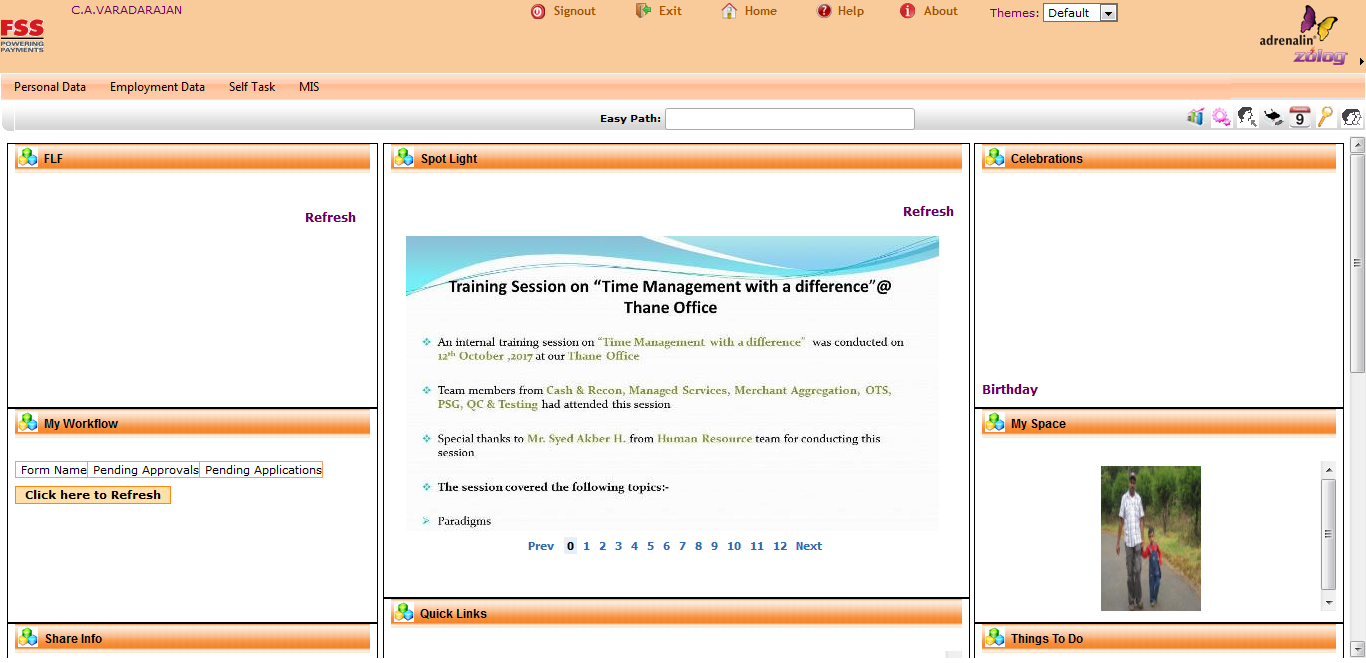 C.A.VARADARAJAN
Signout Exit Home Help About Themes: Default
FSS
POWERING
PAYMENTS
adrenalin
zólog
Personal Data Employment Data Self Task MIS
Easy Path:
9
FLF
Refresh
My Workflow
Form Name Pending Approvals Pending Applications
Click here to Refresh
Share Info
Spot Light
Refresh
Training Session on “Time Management with a difference”@
Thane Office
❖ An internal training session on “Time Management with a difference” was conducted on
12th October ,2017 at our Thane Office
❖ Team members from Cash & Recon, Managed Services, Merchant Aggregation, OTS,
PSG, QC & Testing had attended this session
❖ Special thanks to Mr. Syed Akber H. from Human Resource team for conducting this
session
❖ The session covered the following topics:-
➢ Paradigms
Prev 0 1 2 3 4 5 6 7 8 9 10 11 12 Next
Quick Links
Celebrations
Birthday
My Space
Things To Do